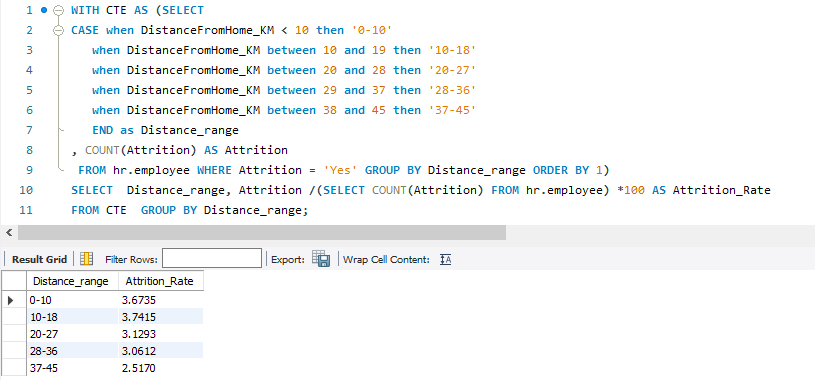 1 WITH CTE AS (SELECT
2 CASE when DistanceFromHome_KM < 10 then '0-10'
3 when DistanceFromHome_KM between 10 and 19 then '10-18'
4 when DistanceFromHome_KM between 20 and 28 then '20-27'
5 when DistanceFromHome_KM between 29 and 37 then '28-36'
6 when DistanceFromHome_KM between 38 and 45 then '37-45'
7 END as Distance_range
8 , COUNT(Attrition) AS Attrition
9 FROM hr.employee WHERE Attrition = 'Yes' GROUP BY Distance_range ORDER BY 1)
10 SELECT Distance_range, Attrition /(SELECT COUNT(Attrition) FROM hr.employee) *100 AS Attrition_Rate
11 FROM CTE GROUP BY Distance_range;
Result Grid Filter Rows: Export: Wrap Cell Content:
Distance_range Attrition_Rate
0-10 3.6735
10-18 3.7415
20-27 3.1293
28-36 3.0612
37-45 2.5170